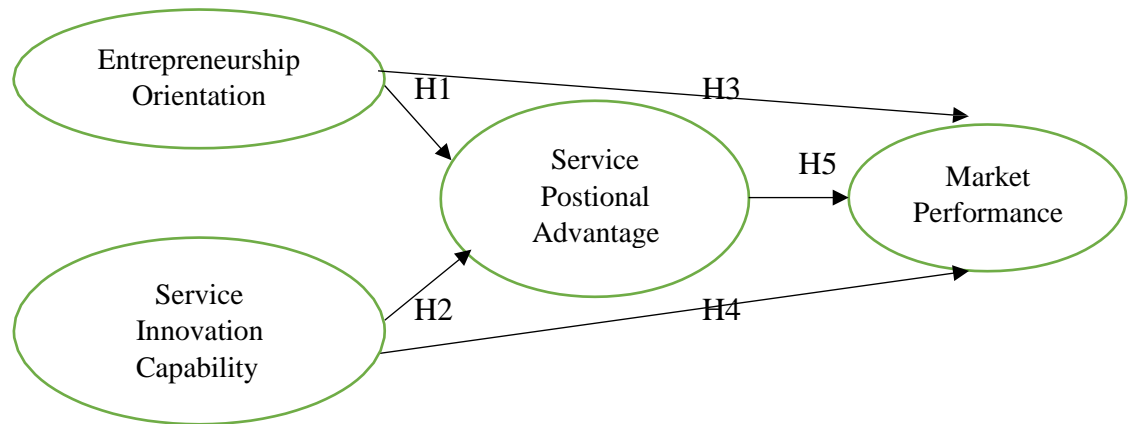 Entrepreneurship
Orientation
H1
H3
Service
Postional
Advantage
H5
Market
Performance
Service
Innovation
Capability
H2
H4